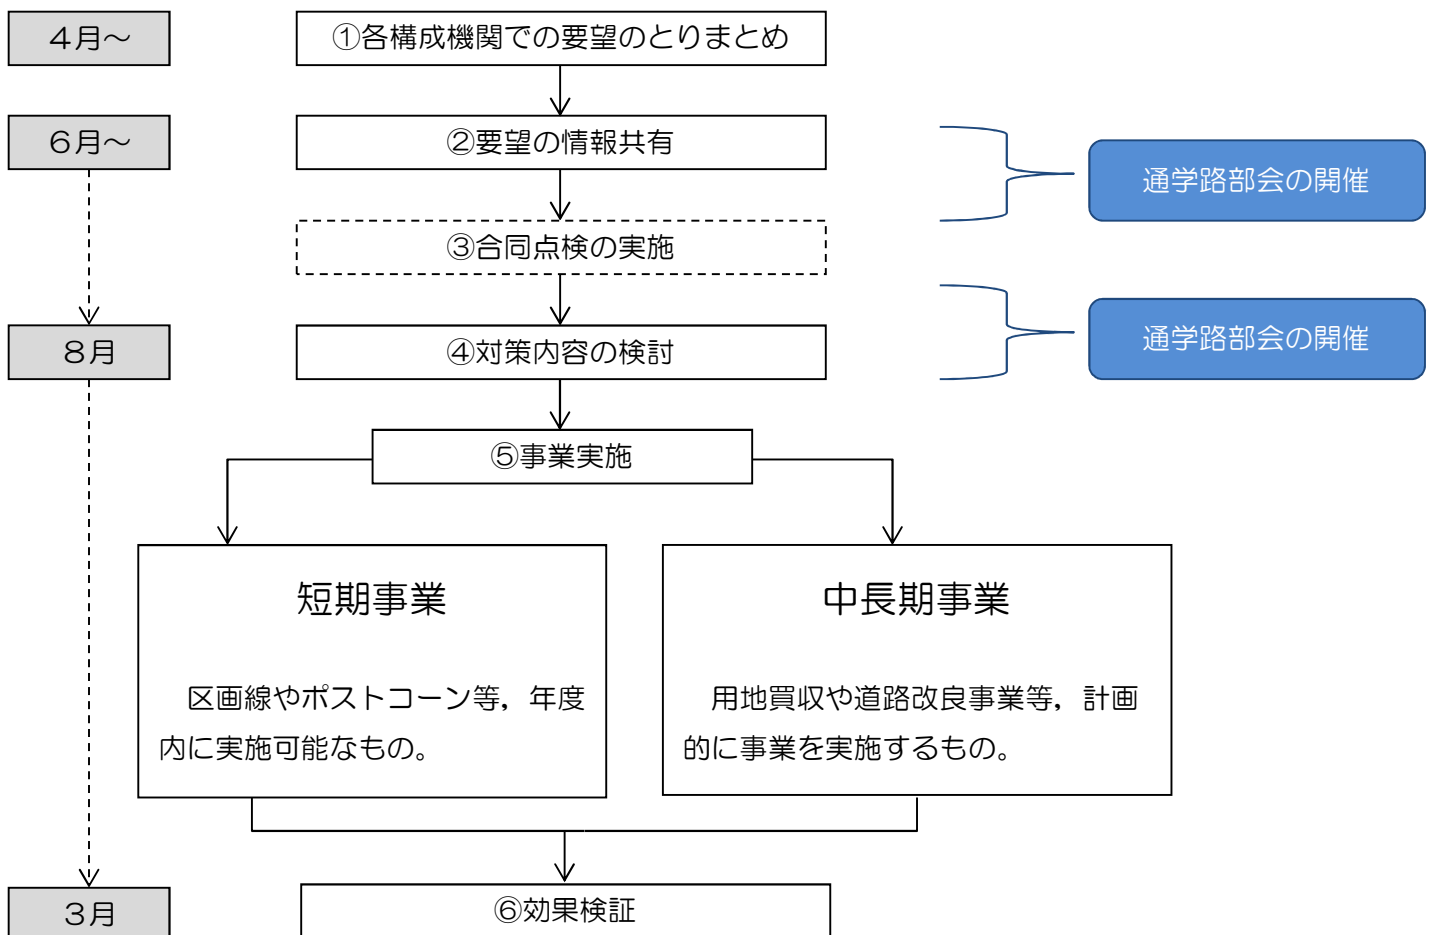 ４月～
①各構成機関での要望のとりまとめ
６月～
②要望の情報共有
通学路部会の開催
③合同点検の実施
８月
④対策内容の検討
通学路部会の開催
⑤事業実施
短期事業
区画線やポストコーン等，年度
内に実施可能なもの。
中長期事業
用地買収や道路改良事業等，計画
的に事業を実施するもの。
３月
⑥効果検証